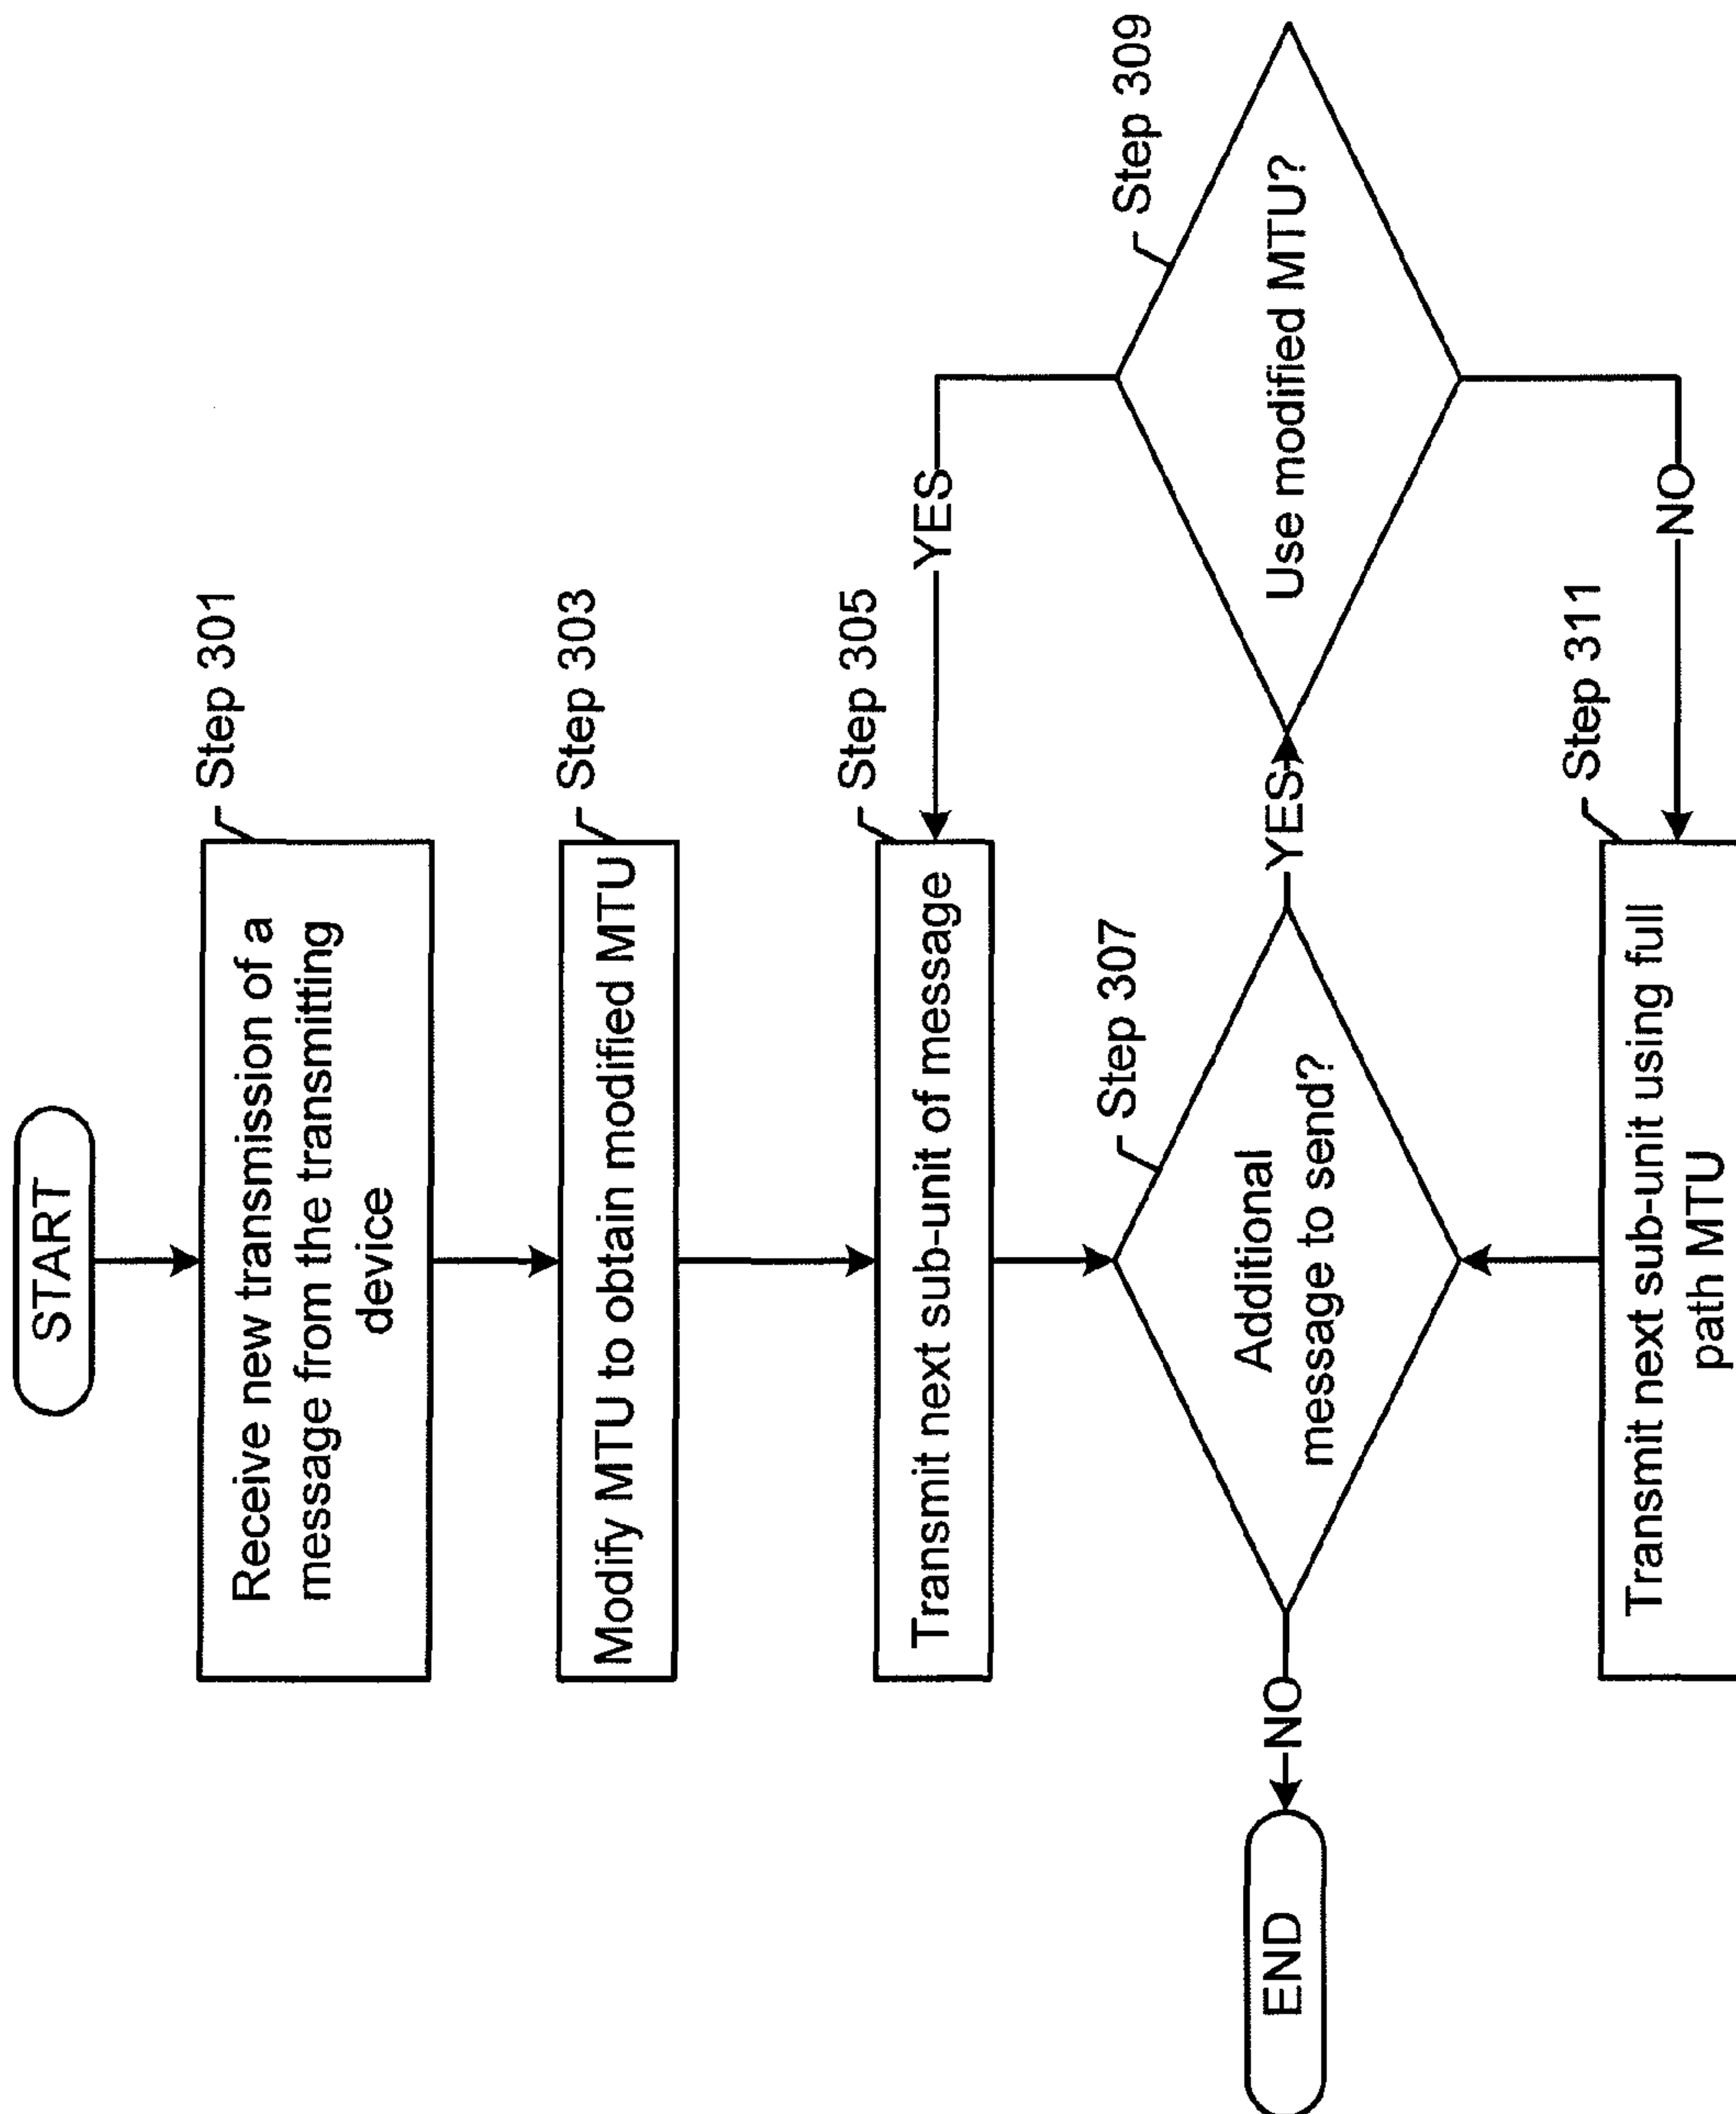 START
Step 301
Receive new transmission of a
message from the transmitting
device
Step 303
Modify MTU to obtain modified MTU
Step 305
Transmit next sub-unit of message
YES
Step 307
Additional
message to send?
NO
END
YES
Step 309
Use modified MTU?
NO
Step 311
Transmit next sub-unit using full
path MTU